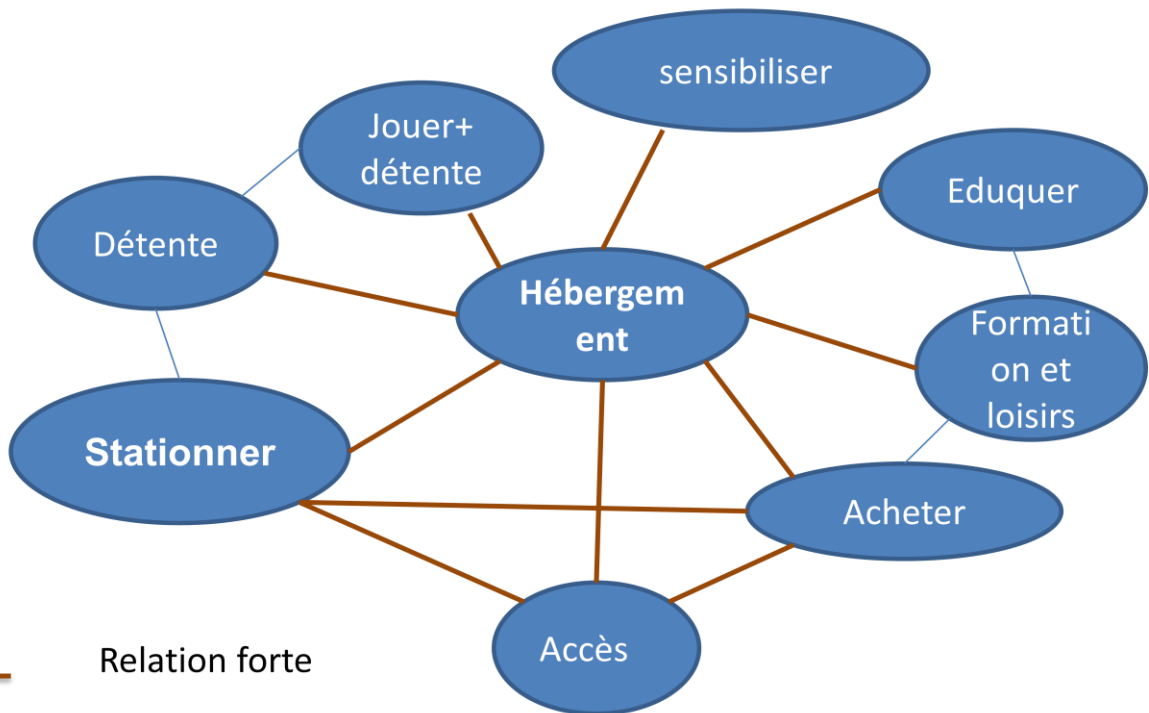 sensibiliser
Jouer+
détente
Eduquer
Détente
Hébergem
ent
Formati
on et
loisirs
Stationner
Acheter
Accès
Relation forte